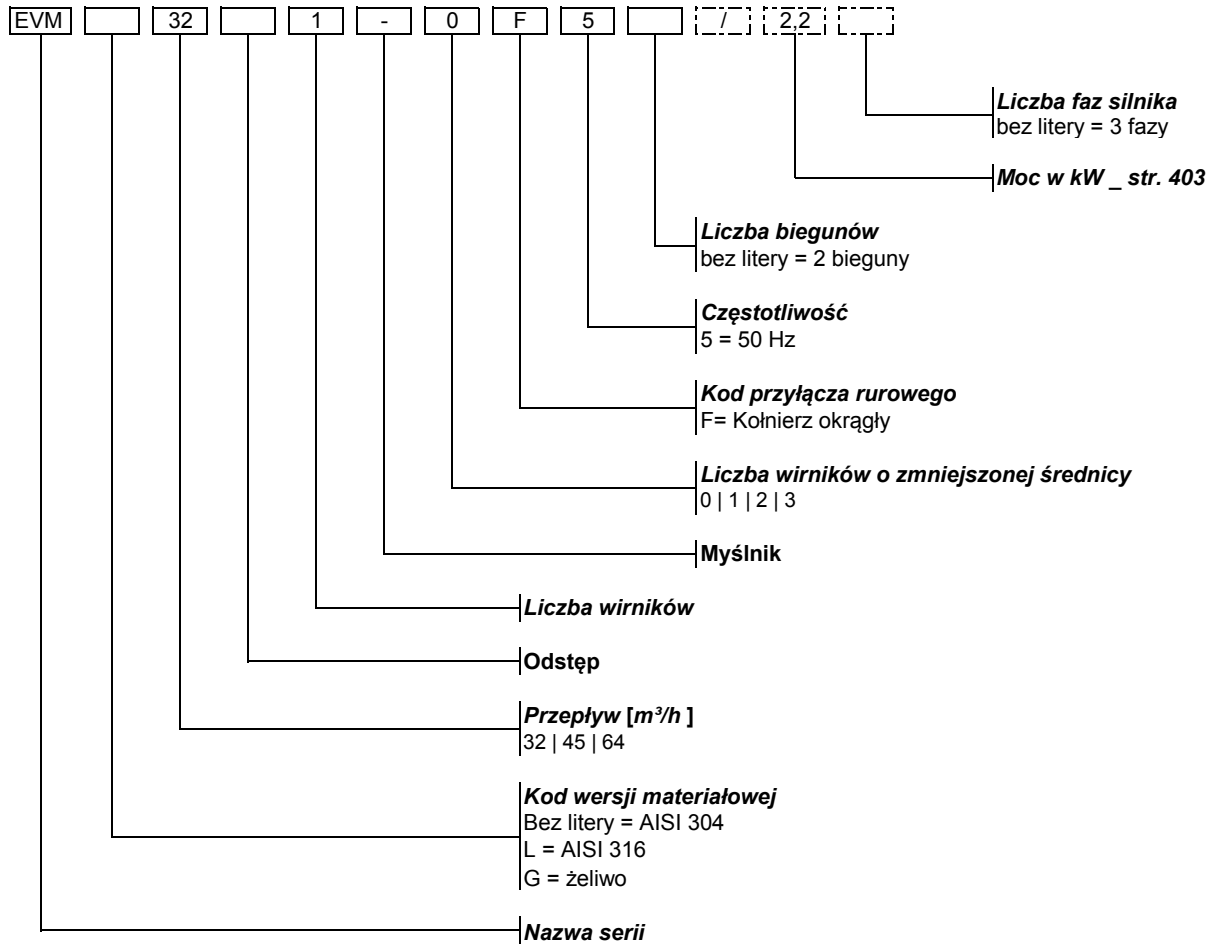 EVM 32 1 - 0 F 5 / 2,2
Liczba faz silnika
bez litery = 3 fazy
Moc w kW _ str. 403
Liczba biegunów
bez litery = 2 bieguny
Częstotliwość
5 = 50 Hz
Kod przyłącza rurowego
F= Kołnierz okrągły
Liczba wirników o zmniejszonej średnicy
0 | 1 | 2 | 3
Myślnik
Liczba wirników
Odstęp
Przepływ [m³/h ]
32 | 45 | 64
Kod wersji materiałowej
Bez litery = AISI 304
L = AISI 316
G = żeliwo
Nazwa serii